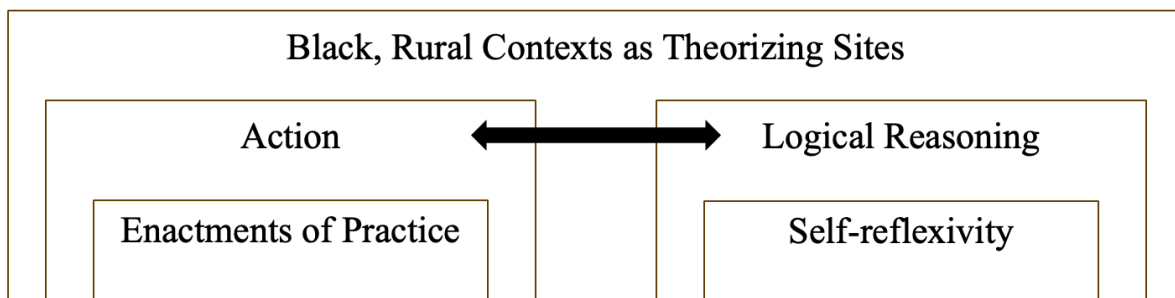 Black, Rural Contexts as Theorizing Sites
Action
Logical Reasoning
Enactments of Practice
Self-reflexivity